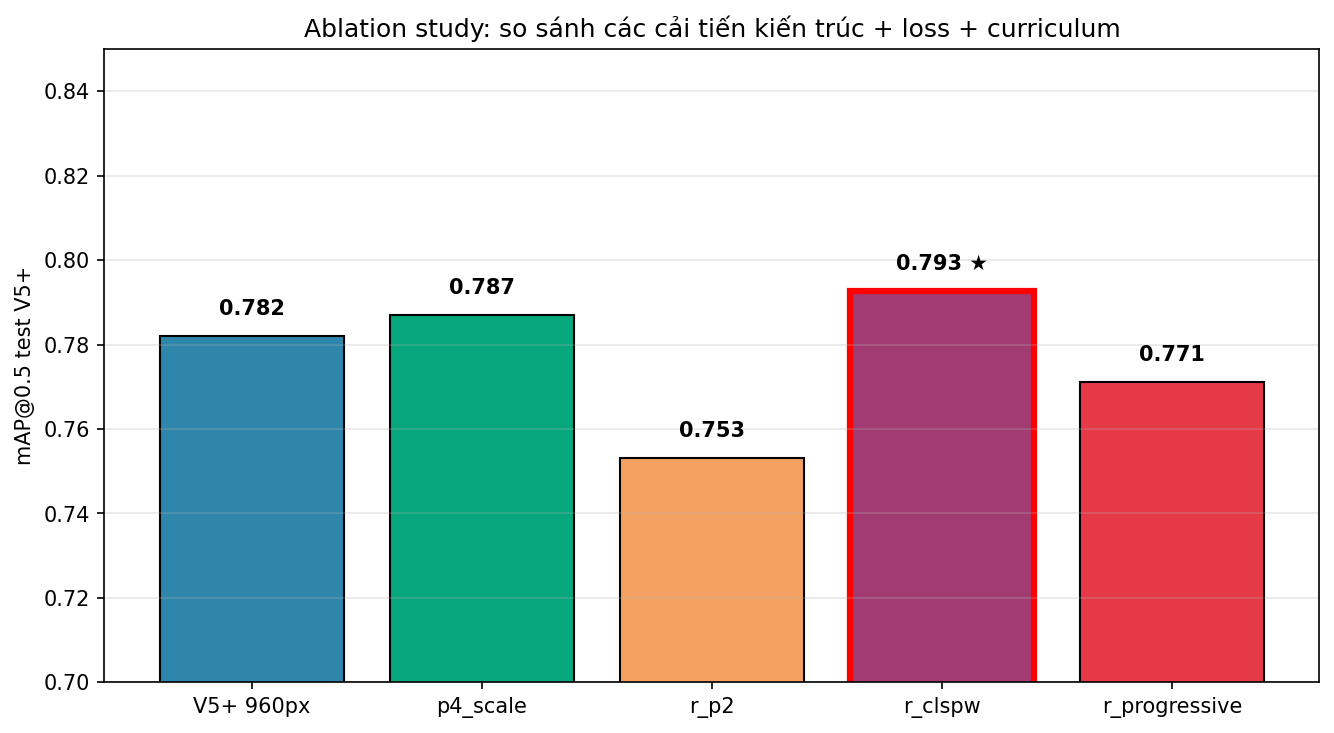 Ablation study: so sánh các cải tiến kiến trúc + loss + curriculum
mAP@0.5 test V5+
0.84
0.82
0.80
0.78
0.76
0.74
0.72
0.70
0.782
0.787
0.753
0.793 ★
0.771
V5+ 960px
p4_scale
r_p2
r_clspw
r_progressive